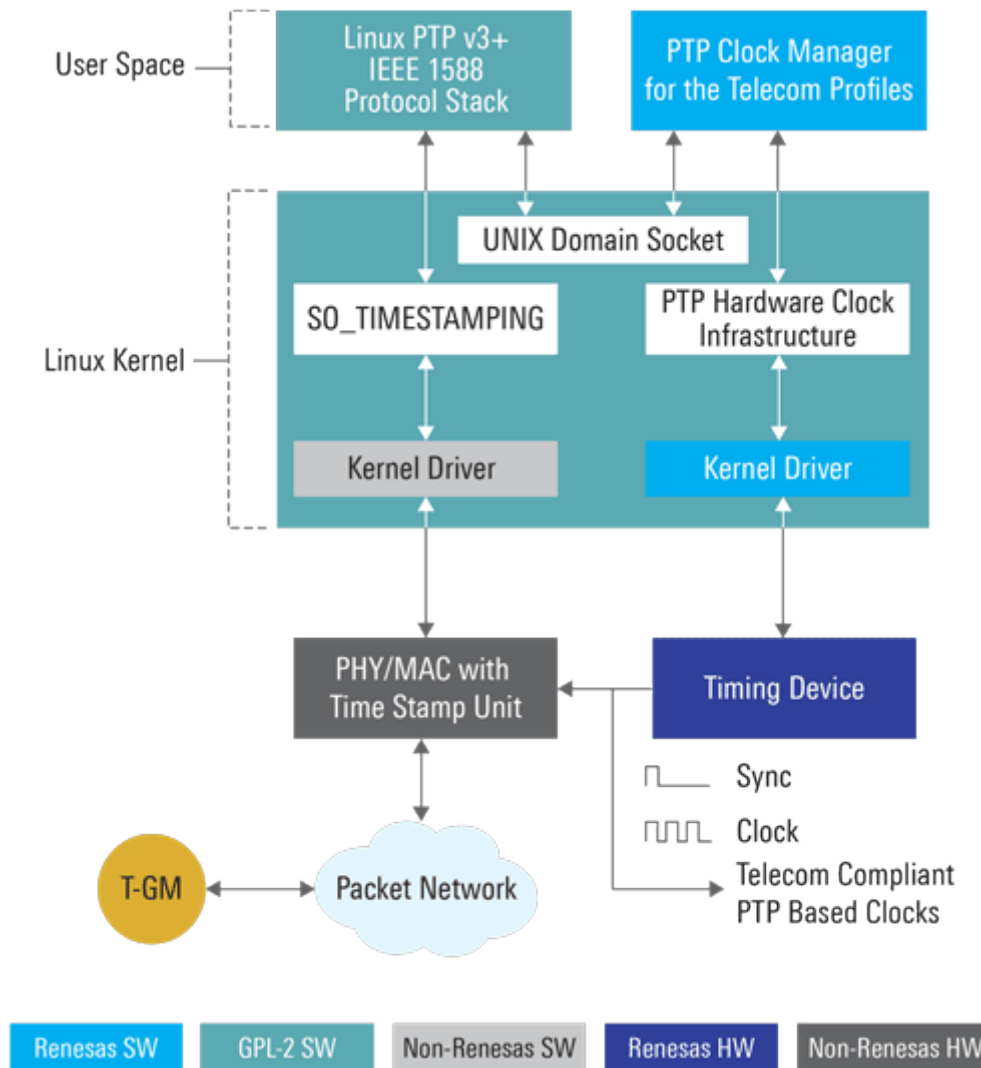 User Space
Linux PTP v3+
IEEE 1588
Protocol Stack
PTP Clock Manager
for the Telecom Profiles
Linux Kernel
UNIX Domain Socket
SO_TIMESTAMPING
PTP Hardware Clock
Infrastructure
Kernel Driver
Kernel Driver
PHY/MAC with
Time Stamp Unit
Timing Device
Sync
Clock
Telecom Compliant
PTP Based Clocks
T-GM
Packet Network
Renesas SW
GPL-2 SW
Non-Renesas SW
Renesas HW
Non-Renesas HW